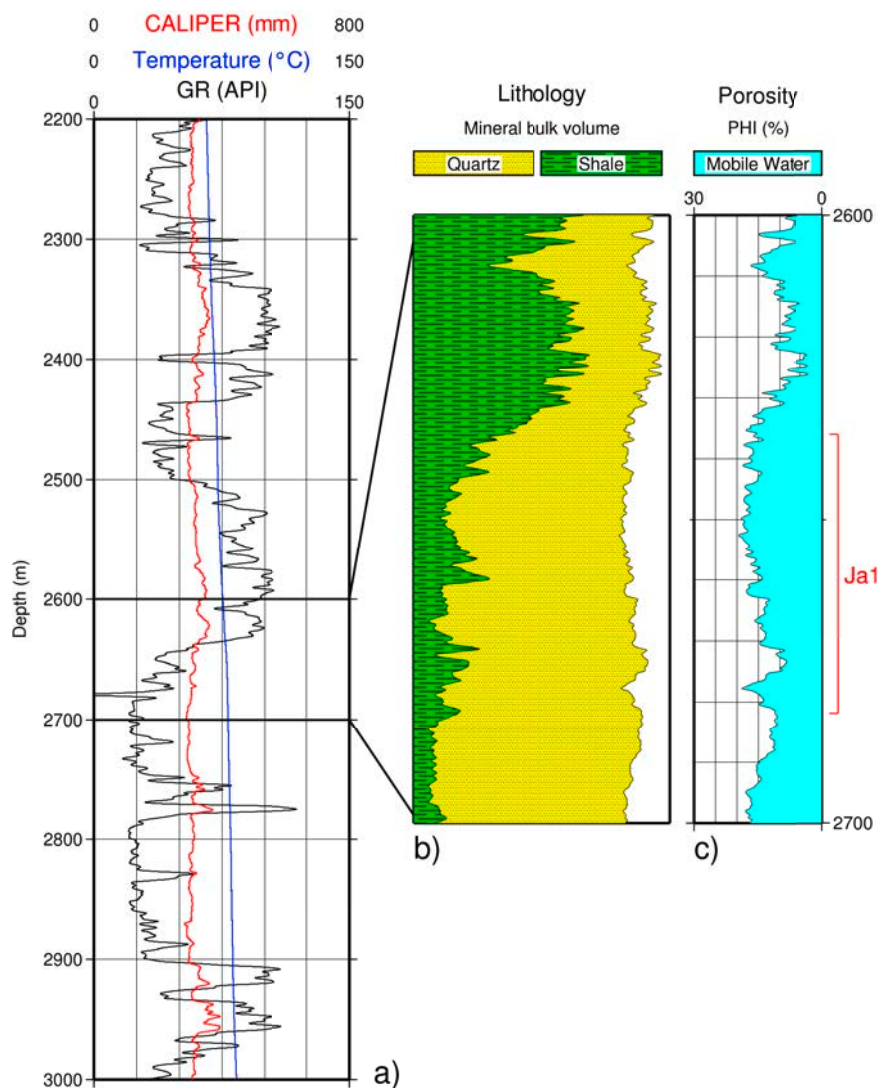 0 CALIPER (mm) 800
0 Temperature (°C) 150
GR (API)
0 150
Lithology Porosity
Mineral bulk volume PHI (%)
Quartz Shale Mobile Water
30 0
2200
2300
2400
2500
2600
2700
2800
2900
3000
Depth (m)
2600
Ja1
2700
a)
b)
c)